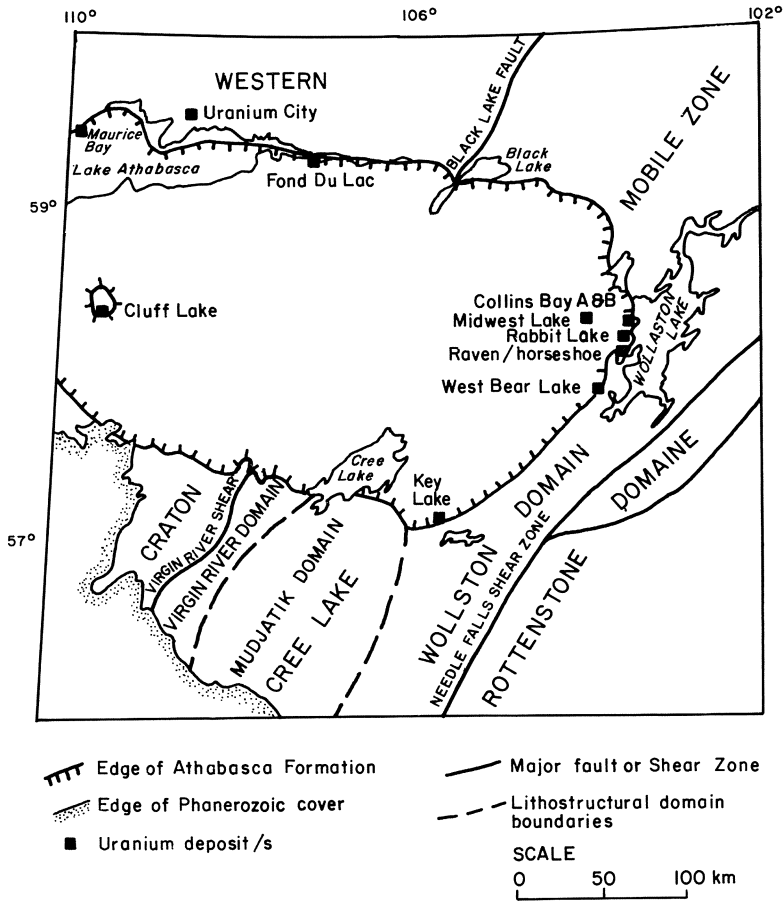 110°
106°
102°
WESTERN
Uranium City
Maurice
Bay
Lake Athabasca
Fond Du Lac
BLACK LAKE FAULT
Black
Lake
MOBILE ZONE
59°
Cluff Lake
Collins Bay A&B
Midwest Lake
Rabbit Lake
Raven/horseshoe
WOLLASTON
LAKE
West Bear Lake
Cree
Lake
Key
Lake
57°
CRATON
VIRGIN RIVER SHEAR
VIRGIN RIVER DOMAIN
MUDJATIK DOMAIN
CREE LAKE
WOLLSTON
DOMAIN
NEEDLE FALLS SHEAR ZONE
ROTTENSTONE
DOMAINE
Edge of Athabasca Formation
Edge of Phanerozoic cover
Uranium deposit/s
Major fault or Shear Zone
Lithostructural domain
boundaries
SCALE
0 50 100 km